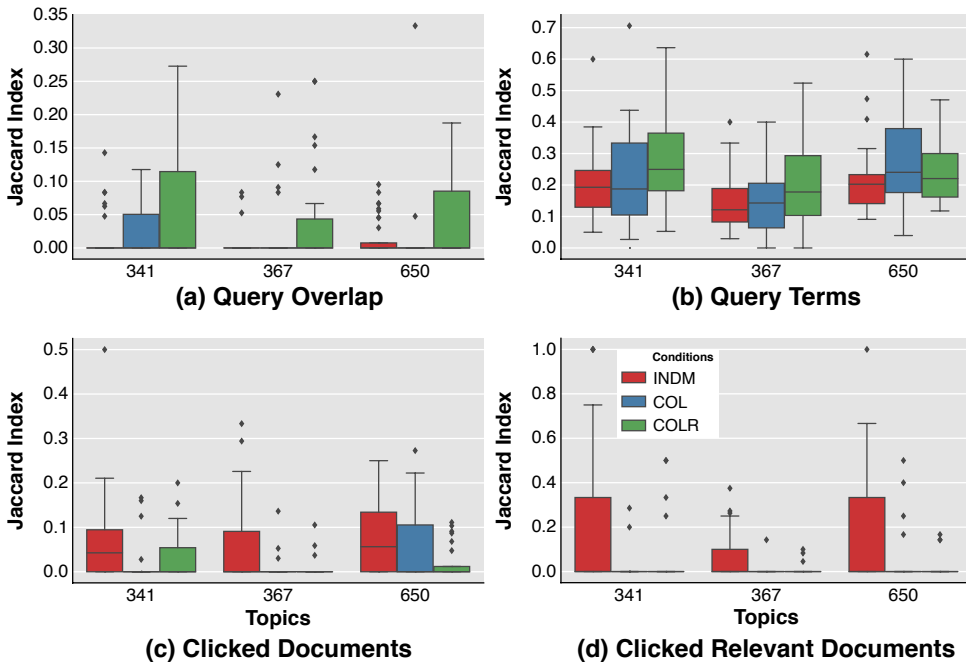 0.35
0.30
0.25
0.20
0.15
0.10
0.05
0.00
Jaccard Index
341 367 650
(a) Query Overlap
0.7
0.6
0.5
0.4
0.3
0.2
0.1
0.0
Jaccard Index
341 367 650
(b) Query Terms
0.5
0.4
0.3
0.2
0.1
0.0
Jaccard Index
341 367 650
Topics
(c) Clicked Documents
1.0
0.8
0.6
0.4
0.2
0.0
Jaccard Index
Conditions
INDM
COL
COLR
341 367 650
Topics
(d) Clicked Relevant Documents